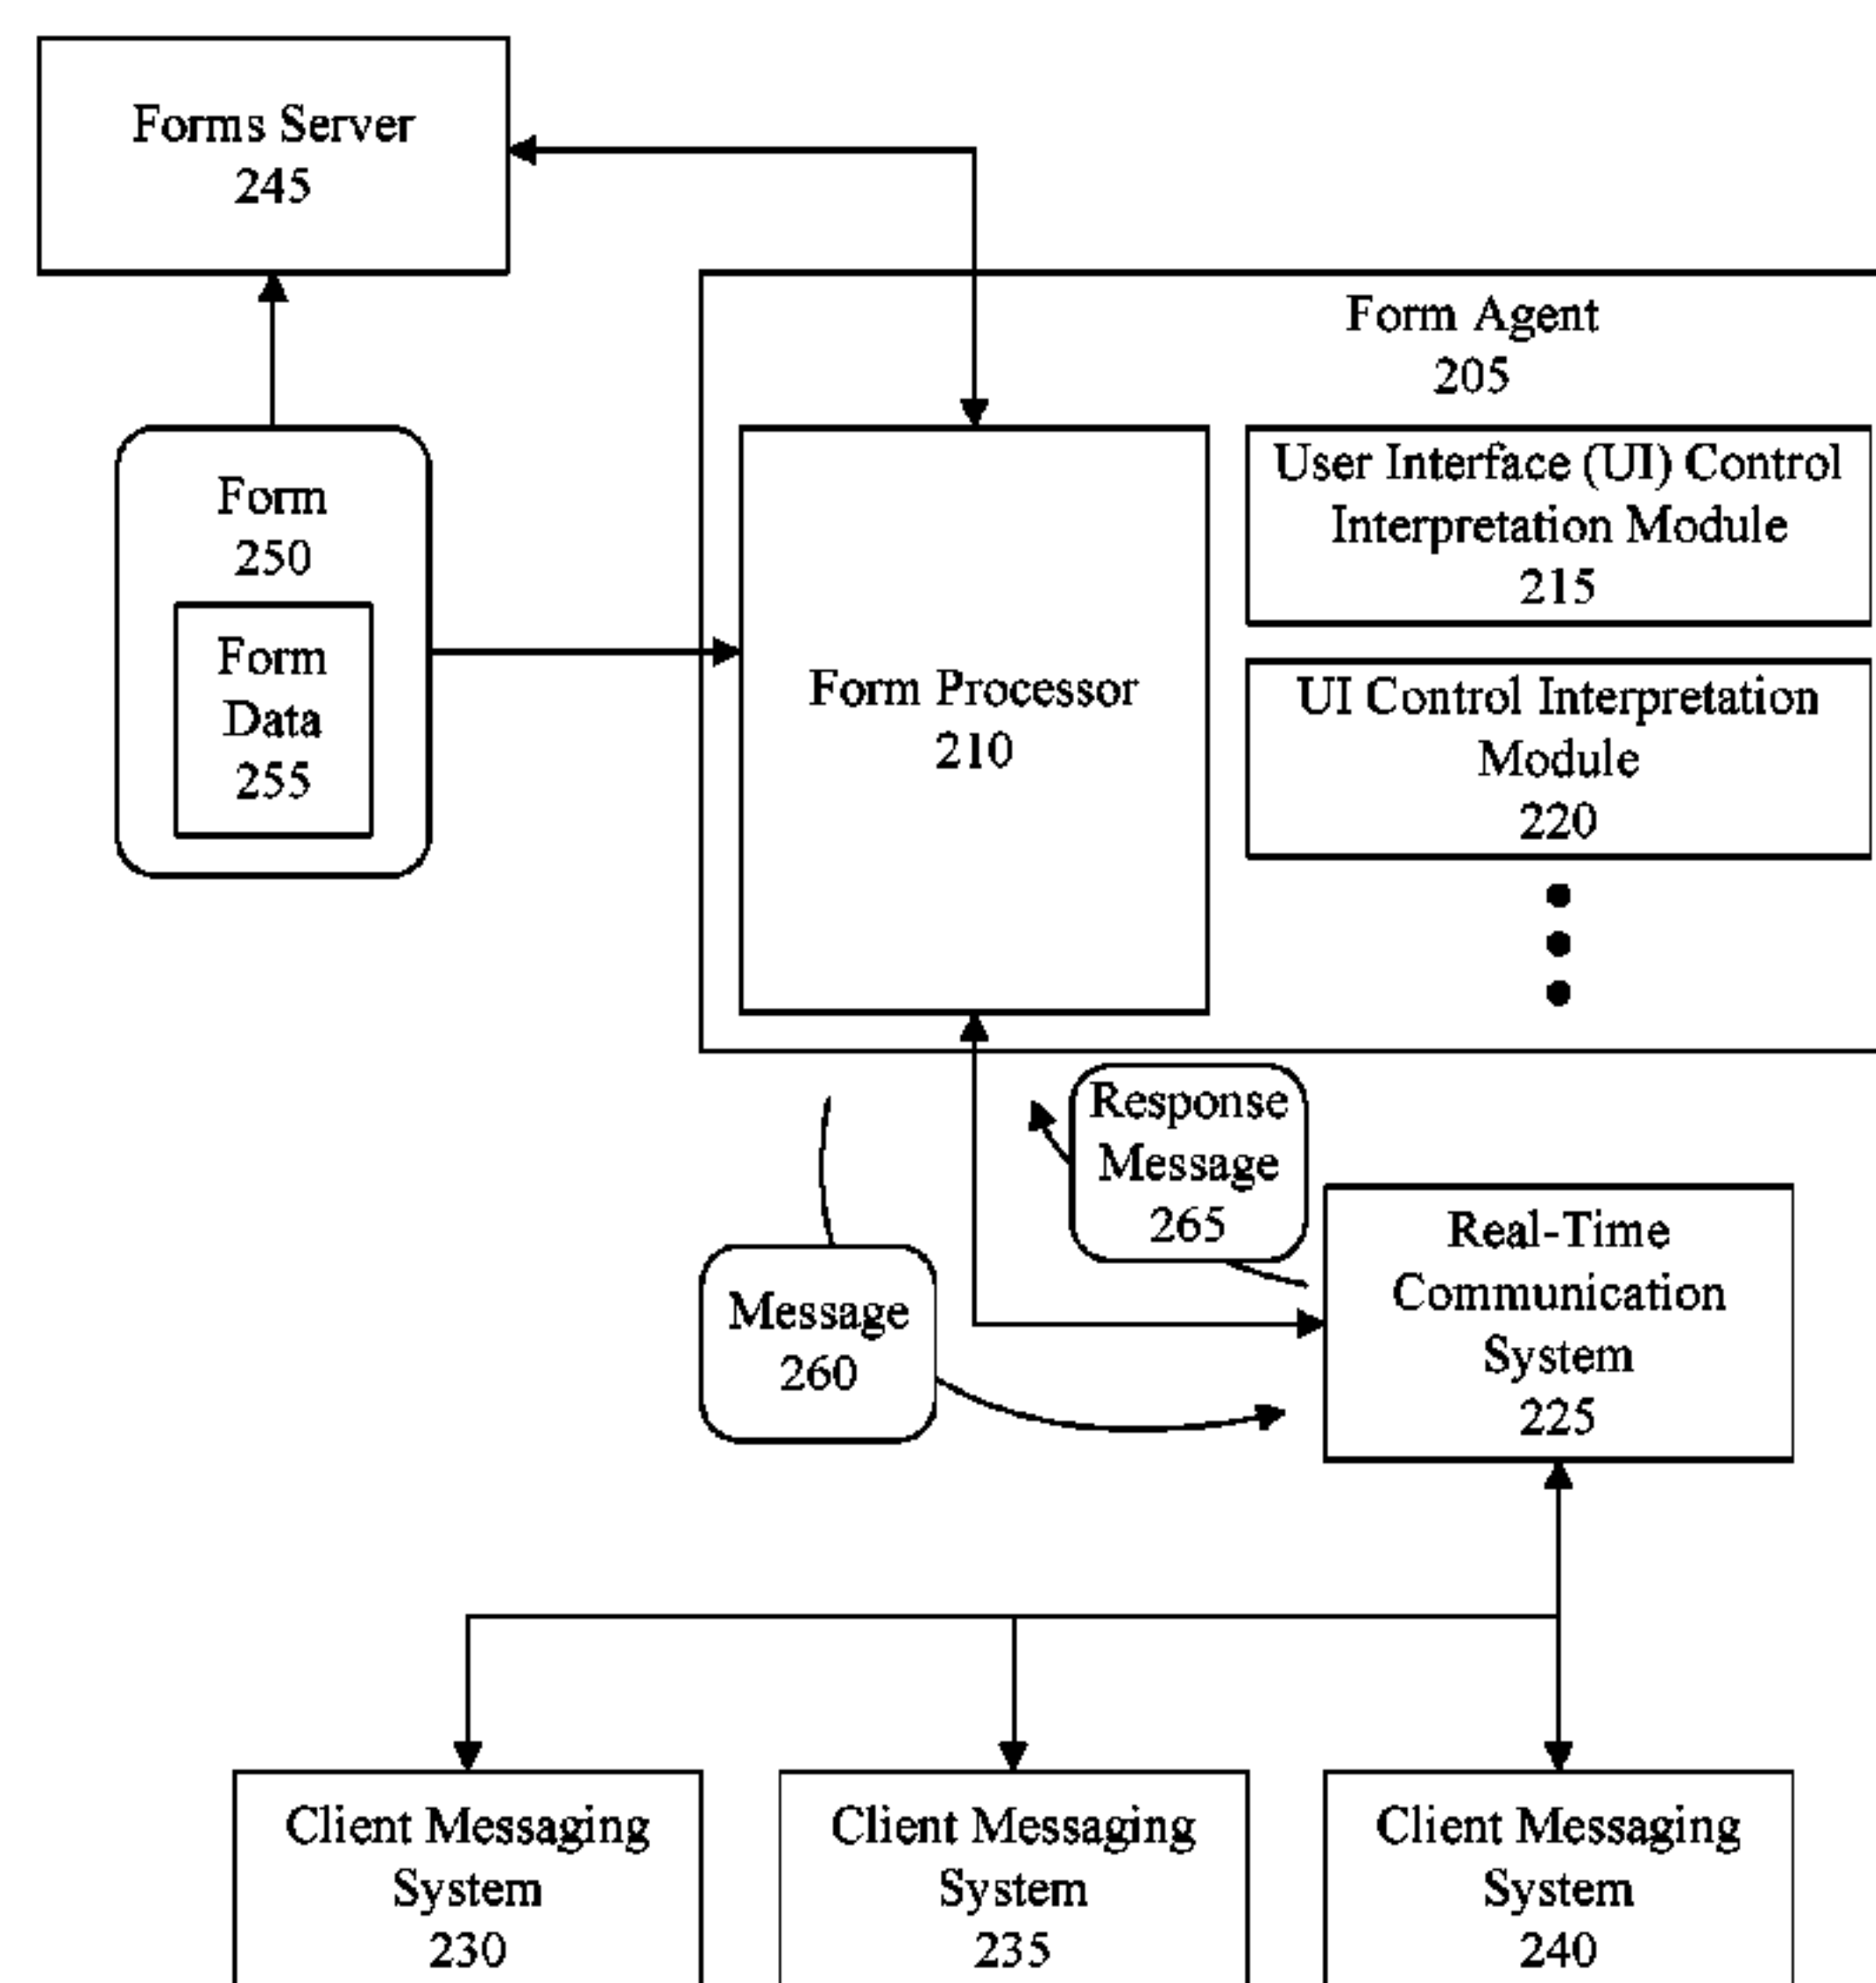 Forms Server
245
Form Agent
205
Form
250
Form
Data
255
Form Processor
210
User Interface (UI) Control
Interpretation Module
215
UI Control Interpretation
Module
220
Response
Message
265
Message
260
Real-Time
Communication
System
225
Client Messaging
System
230
Client Messaging
System
235
Client Messaging
System
240